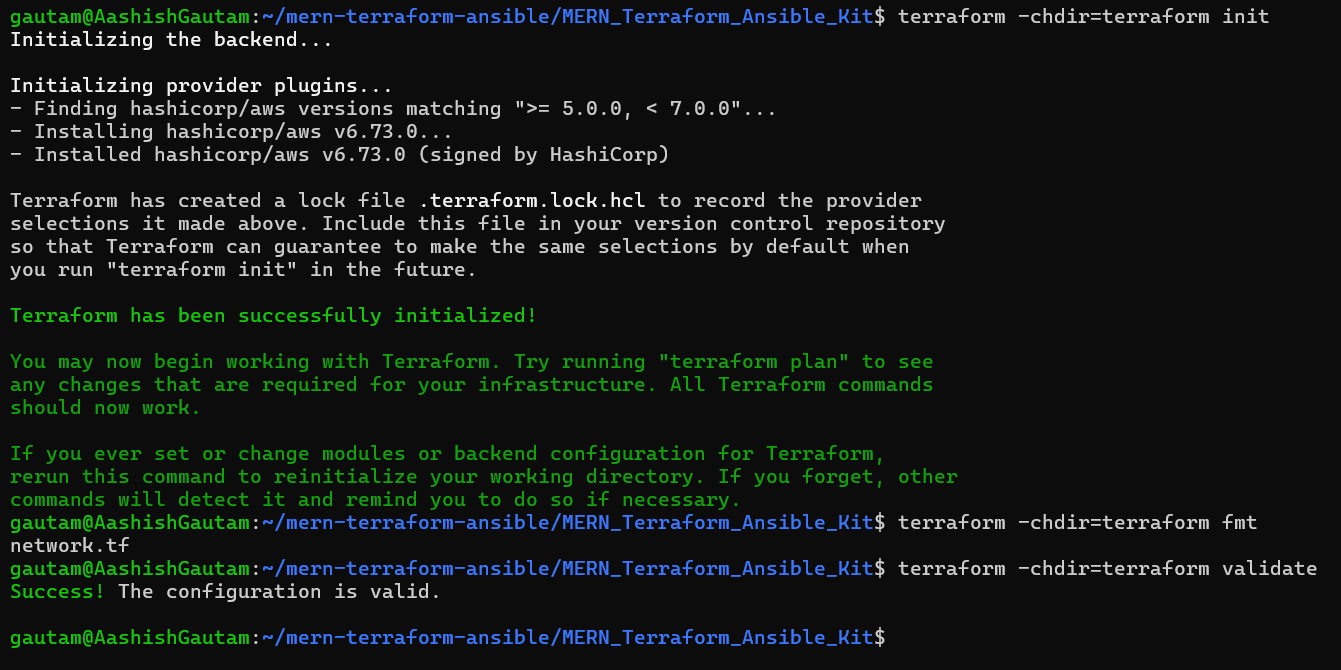 gautam@AashishGautam:~/mern-terraform-ansible/MERN_Terraform_Ansible_Kit$ terraform -chdir=terraform init
Initializing the backend...
Initializing provider plugins...
- Finding hashicorp/aws versions matching ">= 5.0.0, < 7.0.0"...
- Installing hashicorp/aws v6.73.0...
- Installed hashicorp/aws v6.73.0 (signed by HashiCorp)
Terraform has created a lock file .terraform.lock.hcl to record the provider
selections it made above. Include this file in your version control repository
so that Terraform can guarantee to make the same selections by default when
you run "terraform init" in the future.
Terraform has been successfully initialized!
You may now begin working with Terraform. Try running "terraform plan" to see
any changes that are required for your infrastructure. All Terraform commands
should now work.
If you ever set or change modules or backend configuration for Terraform,
rerun this command to reinitialize your working directory. If you forget, other
commands will detect it and remind you to do so if necessary.
gautam@AashishGautam:~/mern-terraform-ansible/MERN_Terraform_Ansible_Kit$ terraform -chdir=terraform fmt
network.tf
gautam@AashishGautam:~/mern-terraform-ansible/MERN_Terraform_Ansible_Kit$ terraform -chdir=terraform validate
Success! The configuration is valid.
gautam@AashishGautam:~/mern-terraform-ansible/MERN_Terraform_Ansible_Kit$